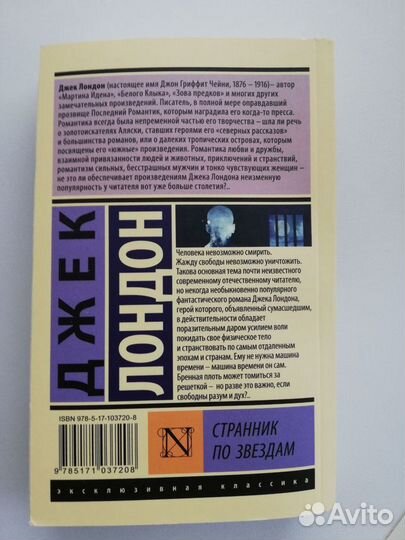 Джек Лондон (настоящее имя Джон Гриффит Чейни, 1876 – 1916)– автор
«Мартина Идена», «Белого Клыка», «Зова предков» и многих других
замечательных произведений. Писатель, в полной мере оправдавший
прозвище Последний Романтик, которым наградила его когда-то пресса.
Романтика всегда была непременной частью его творчества – шла ли речь
о золотоискателях Аляски, ставших героями его «северных рассказов»
и большинства романов, или о далеких тропических островах, которым
посвящены его «южные» произведения. Романтика любви и дружбы,
взаимной привязанности людей и животных, приключений и странствий,
романтизм сильных, бесстрашных мужчин и тонко чувствующих женщин –
не это ли обеспечивает произведениям Джека Лондона неизменную
популярность у читателя вот уже больше столетия?..
ДЖЕК
ЛОНДОН
Человека невозможно смирить.
Жажду свободы невозможно уничтожить.
Такова основная тема почти неизвестного
современному отечественному читателю,
но некогда необыкновенно популярного
фантастического романа Джека Лондона,
герой которого, объявленный сумасшедшим,
в действительности обладает
поразительным даром усилием воли
покидать свое физическое тело
и странствовать по самым отдаленным
эпохам и странам. Ему не нужна машина
времени – машина времени он сам.
Бренная плоть может томиться за
решеткой – но разве это важно, если
свободны разум и дух?..
ISBN 978-5-17-103720-8
9 785171 037208
N
СТРАННИК
ПО ЗВЕЗДАМ
эксклюзивная классика
Avito